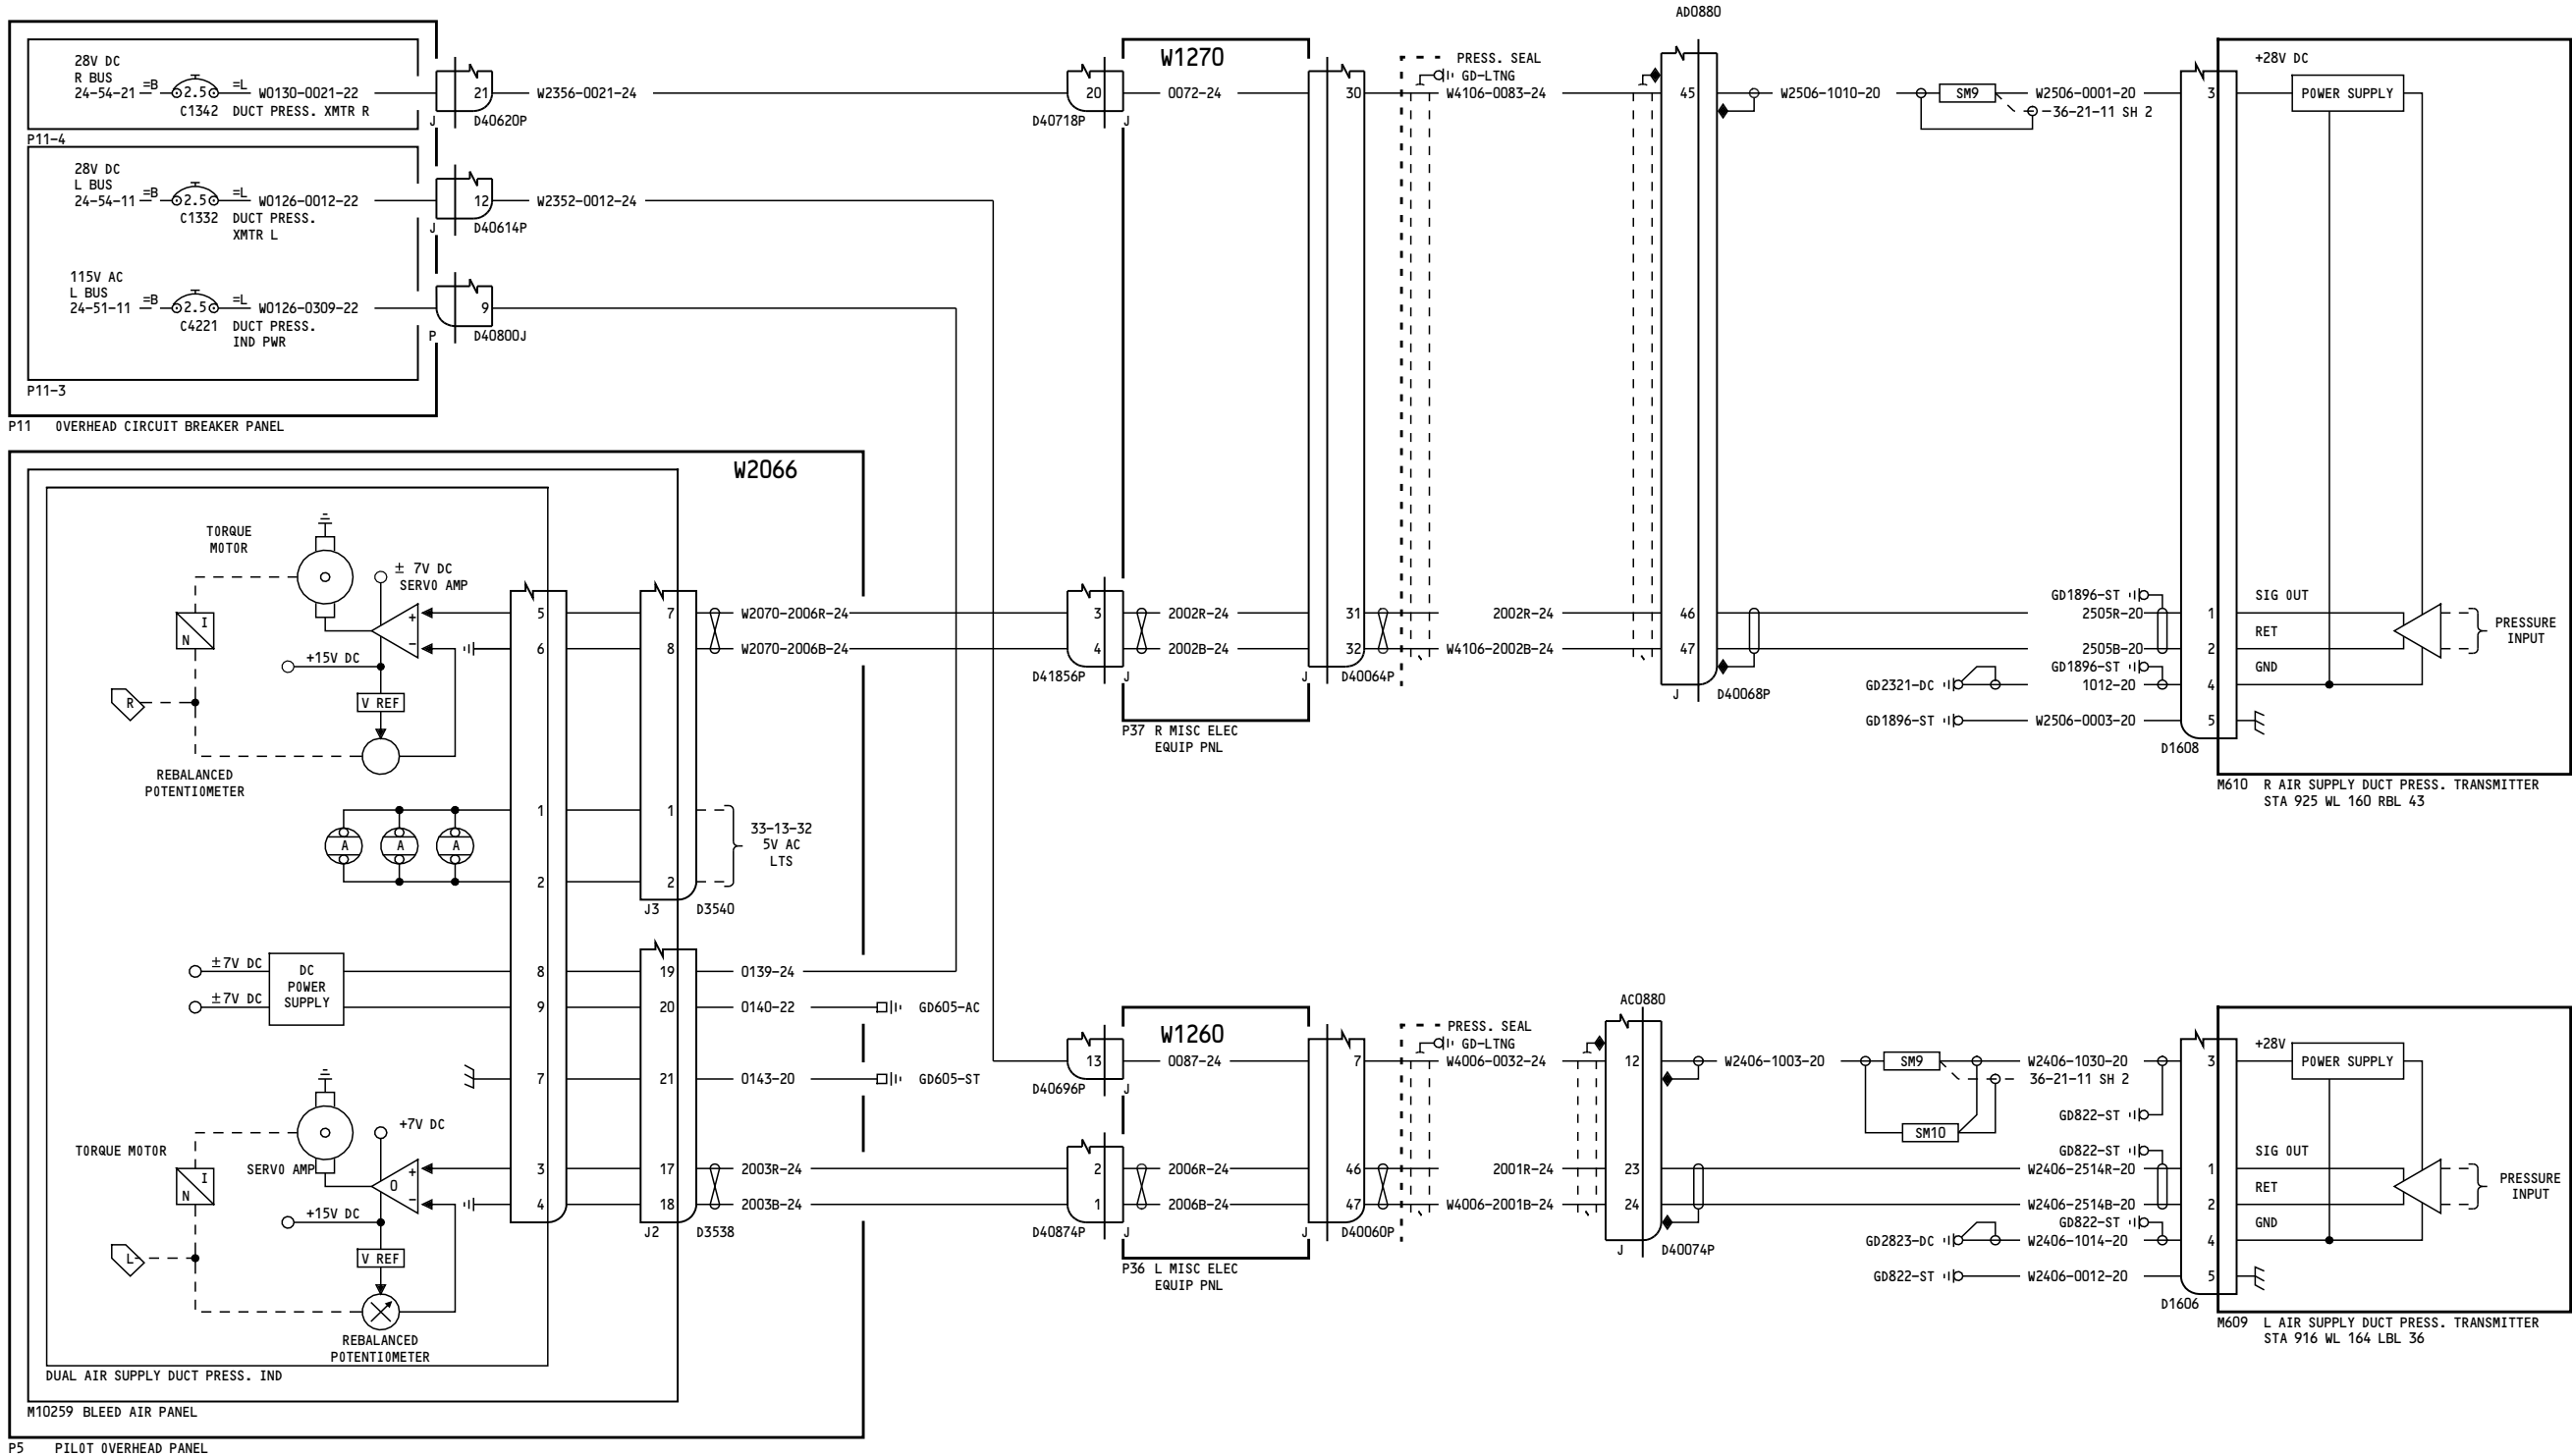 AD0880
28V DC
R BUS
24-54-21 =B 2.5 =L W0130-0021-22
C1342 DUCT PRESS. XMTR R
P11-4
21
J D40620P
W2356-0021-24
28V DC
L BUS
24-54-11 =B 2.5 =L W0126-0012-22
C1332 DUCT PRESS.
XMTR L
12
J D40614P
W2352-0012-24
115V AC
L BUS
24-51-11 =B 2.5 =L W0126-0309-22
C4221 DUCT PRESS.
IND PWR
9
P D40800J
P11-3
P11 OVERHEAD CIRCUIT BREAKER PANEL
W1270
20
D40718P J
0072-24
30
PRESS. SEAL
GD-LTNG
W4106-0083-24
45
W2506-1010-20
SM9
W2506-0001-20
36-21-11 SH 2
3
+28V DC
POWER SUPPLY
W2066
TORQUE
MOTOR
± 7V DC
SERVO AMP
+
−
I
N
+15V DC
R
V REF
REBALANCED
POTENTIOMETER
5
6
7
8
W2070-2006R-24
W2070-2006B-24
3
4
D41856P J
2002R-24
2002B-24
31
32
J D40064P
2002R-24
W4106-2002B-24
46
47
J D40068P
GD1896-ST
2505R-20
2505B-20
GD1896-ST
GD2321-DC
1012-20
GD1896-ST
W2506-0003-20
1
2
4
5
D1608
SIG OUT
RET
GND
PRESSURE
INPUT
P37 R MISC ELEC
EQUIP PNL
M610 R AIR SUPPLY DUCT PRESS. TRANSMITTER
STA 925 WL 160 RBL 43
A A A
1
2
1
2
33-13-32
5V AC
LTS
J3 D3540
±7V DC
±7V DC
DC
POWER
SUPPLY
8
9
7
19
20
21
0139-24
0140-22
GD605-AC
0143-20
GD605-ST
W1260
13
D40696P J
0087-24
7
PRESS. SEAL
GD-LTNG
W4006-0032-24
AC0880
12
W2406-1003-20
SM9
SM10
W2406-1030-20
36-21-11 SH 2
GD822-ST
3
+28V
POWER SUPPLY
TORQUE MOTOR
+7V DC
SERVO AMP
0
+
−
I
N
+15V DC
L
V REF
REBALANCED
POTENTIOMETER
3
4
17
18
J2 D3538
2003R-24
2003B-24
2
1
D40874P J
2006R-24
2006B-24
46
47
J D40060P
2001R-24
W4006-2001B-24
23
24
J D40074P
GD822-ST
W2406-2514R-20
W2406-2514B-20
GD822-ST
GD2823-DC
W2406-1014-20
GD822-ST
W2406-0012-20
1
2
4
5
D1606
SIG OUT
RET
GND
PRESSURE
INPUT
P36 L MISC ELEC
EQUIP PNL
M609 L AIR SUPPLY DUCT PRESS. TRANSMITTER
STA 916 WL 164 LBL 36
DUAL AIR SUPPLY DUCT PRESS. IND
M10259 BLEED AIR PANEL
P5 PILOT OVERHEAD PANEL